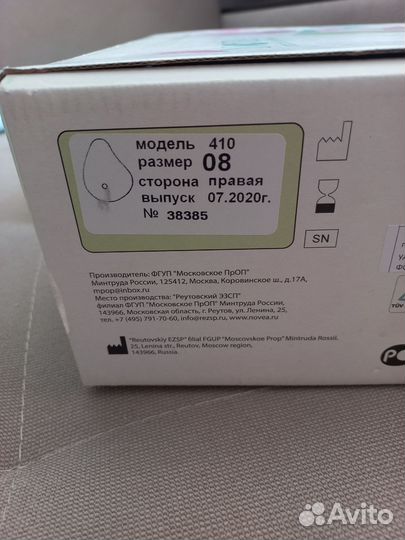 модель 410
размер 08
сторона правая
выпуск 07.2020г.
№ 38385
SN
Производитель: ФГУП "Московское ПрОП"
Минтруда России, 125412, Москва, Коровинское ш., д.17А,
mpop@inbox.ru
Место производства: "Реутовский ЭЗСП"
филиал ФГУП "Московское ПрОП" Минтруда России,
143966, Московская область, г. Реутов, ул. Ленина, 25,
тел. +7 (495) 791-70-60, info@rezsp.ru, www.novea.ru
"Reutovskiy EZSP" filial FGUP "Moscovskoe Prop" Mintruda Rossii.
25, Lenina str., Reutov, Moscow region,
143966, Russia.
TÜV
Avito